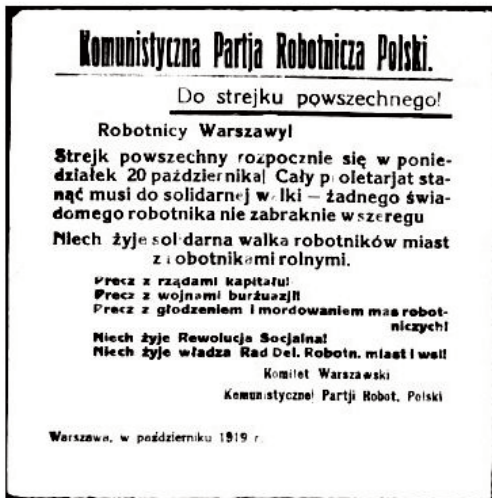 Komunistyczna Partja Robotnicza Polski.
Do strejku powszechnego!
Robotnicy Warszawy!
Strejk powszechny rozpocznie się w ponie-
działek 20 października! Cały proletarjat sta-
nąć musi do solidarnej walki — żadnego świa-
domego robotnika nie zabraknie w szeregu
Niech żyje solidarna walka robotników miast
z robotnikami rolnymi.
Precz z rządami kapitału!
Precz z wojnami burżuazji!
Precz z głodzeniem i mordowaniem mas robot-
niczych!
Niech żyje Rewolucja Socjalna!
Niech żyje władza Rad Del. Robotn. miast i wsi!
Komitet Warszawski
Komunistycznej Partji Robot. Polski
Warszawa, w październiku 1919 r.